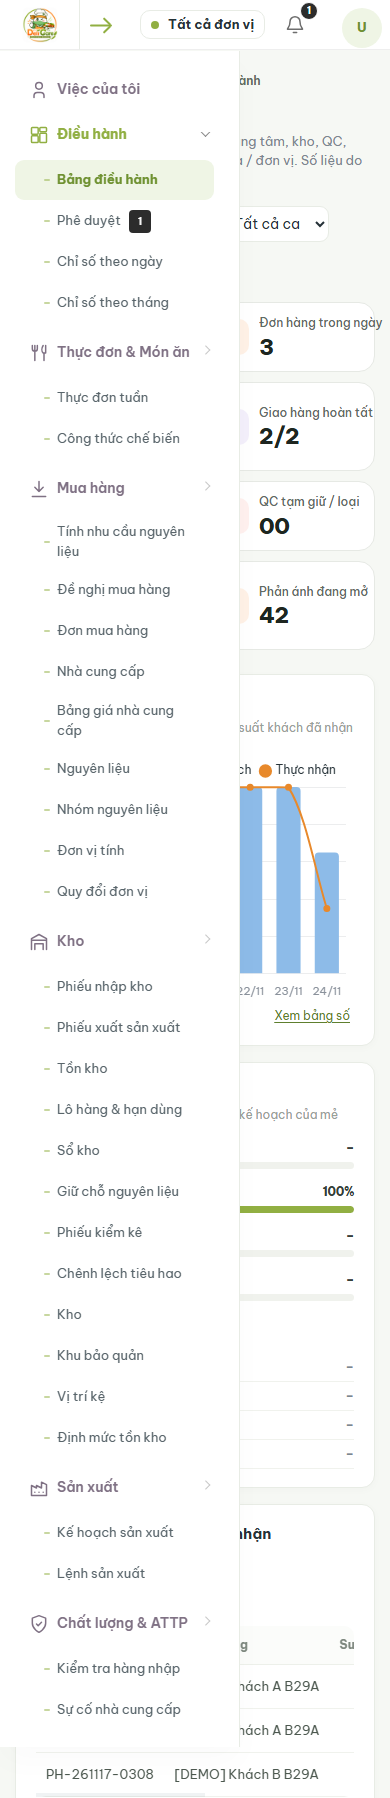 Tất cả đơn vị
1
U
Việc của tôi
Điều hành
Bảng điều hành
Phê duyệt 1
Chỉ số theo ngày
Chỉ số theo tháng
Thực đơn & Món ăn
Thực đơn tuần
Công thức chế biến
Mua hàng
Tính nhu cầu nguyên
liệu
Đề nghị mua hàng
Đơn mua hàng
Nhà cung cấp
Bảng giá nhà cung
cấp
Nguyên liệu
Nhóm nguyên liệu
Đơn vị tính
Quy đổi đơn vị
Kho
Phiếu nhập kho
Phiếu xuất sản xuất
Tồn kho
Lô hàng & hạn dùng
Sổ kho
Giữ chỗ nguyên liệu
Phiếu kiểm kê
Chênh lệch tiêu hao
Kho
Khu bảo quản
Vị trí kệ
Định mức tồn kho
Sản xuất
Kế hoạch sản xuất
Lệnh sản xuất
Chất lượng & ATTP
Kiểm tra hàng nhập
Sự cố nhà cung cấp
ành
ng tâm, kho, QC,
/ đơn vị. Số liệu do
Tất cả ca
Đơn hàng trong ngày
3
Giao hàng hoàn tất
2/2
QC tạm giữ / loại
00
Phản ánh đang mở
42
suất khách đã nhận
ch Thực nhận
22/11 23/11 24/11
Xem bảng số
kế hoạch của mẻ
–
100%
–
–
–
–
–
–
nhận
g Su
hách A B29A
hách A B29A
PH-261117-0308 [DEMO] Khách B B29A